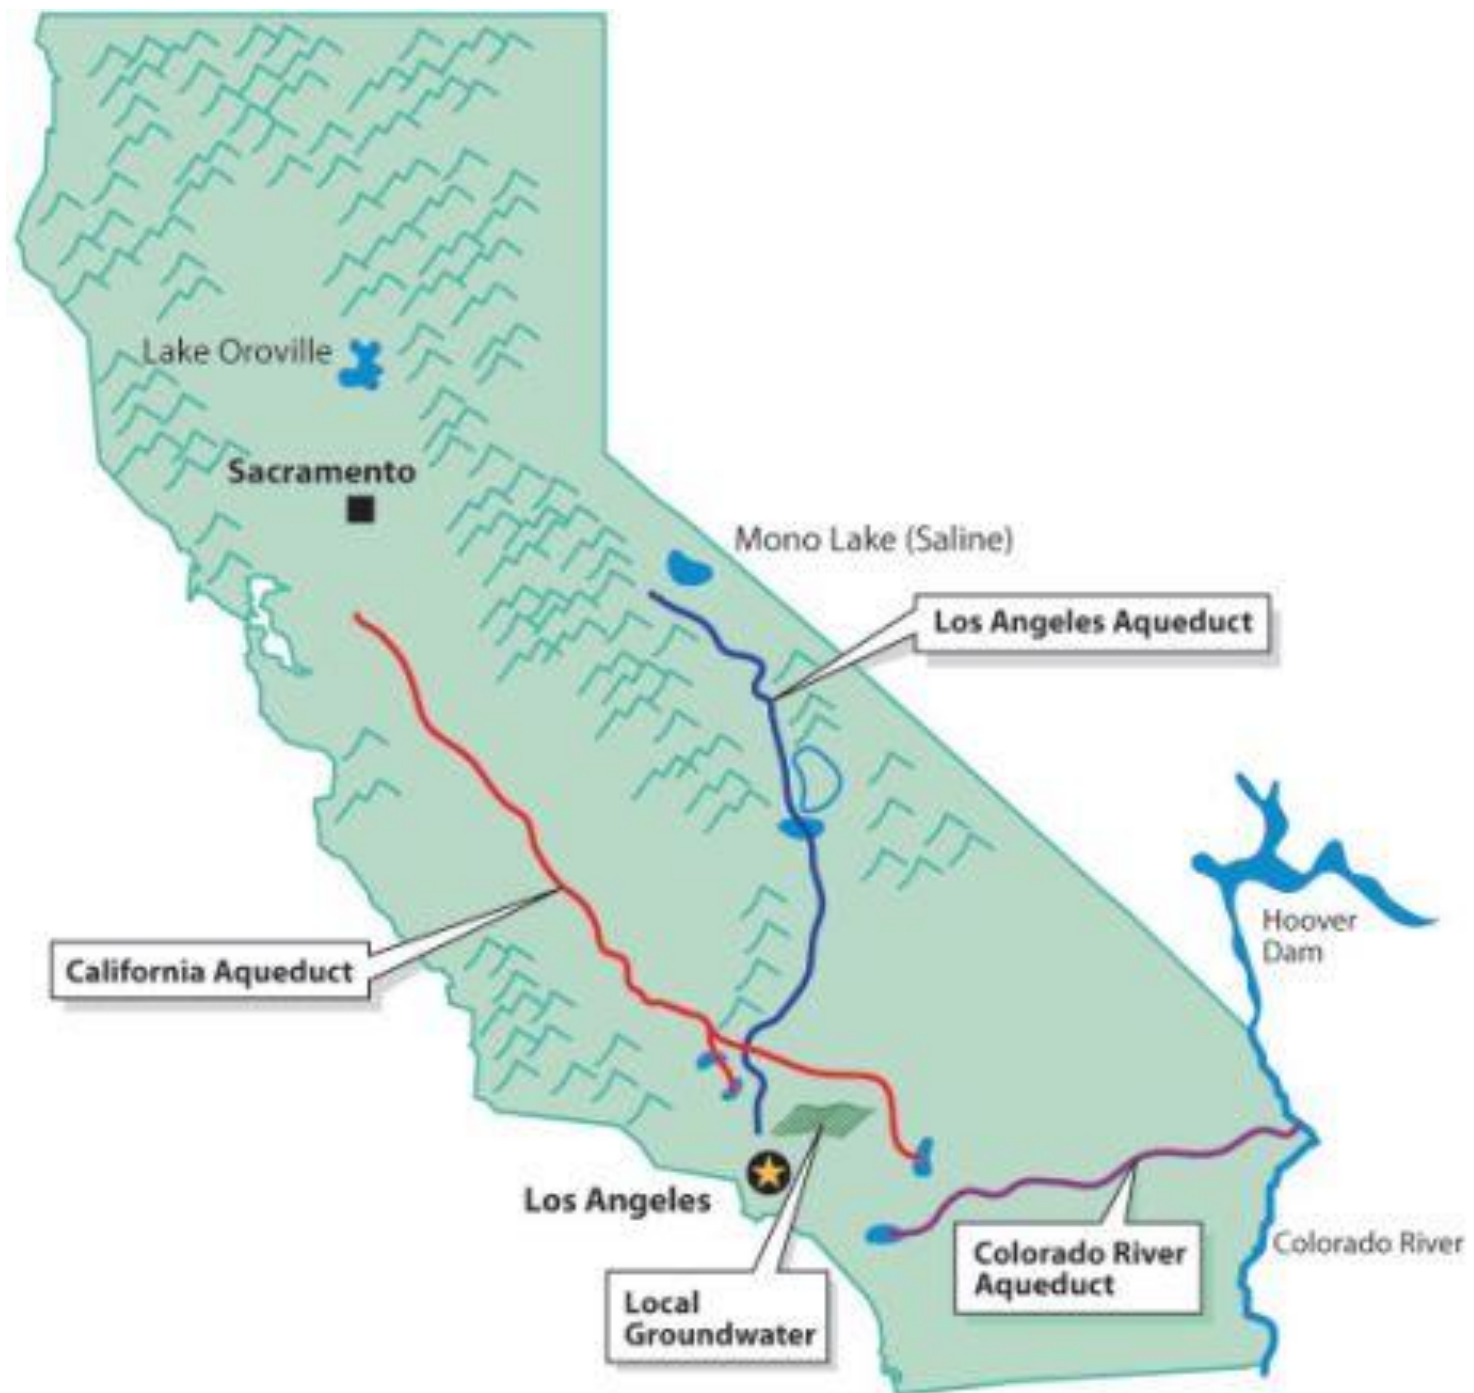 Lake Oroville
Sacramento
Mono Lake (Saline)
Los Angeles Aqueduct
Hoover
Dam
California Aqueduct
Los Angeles
Colorado River
Colorado River
Aqueduct
Local
Groundwater